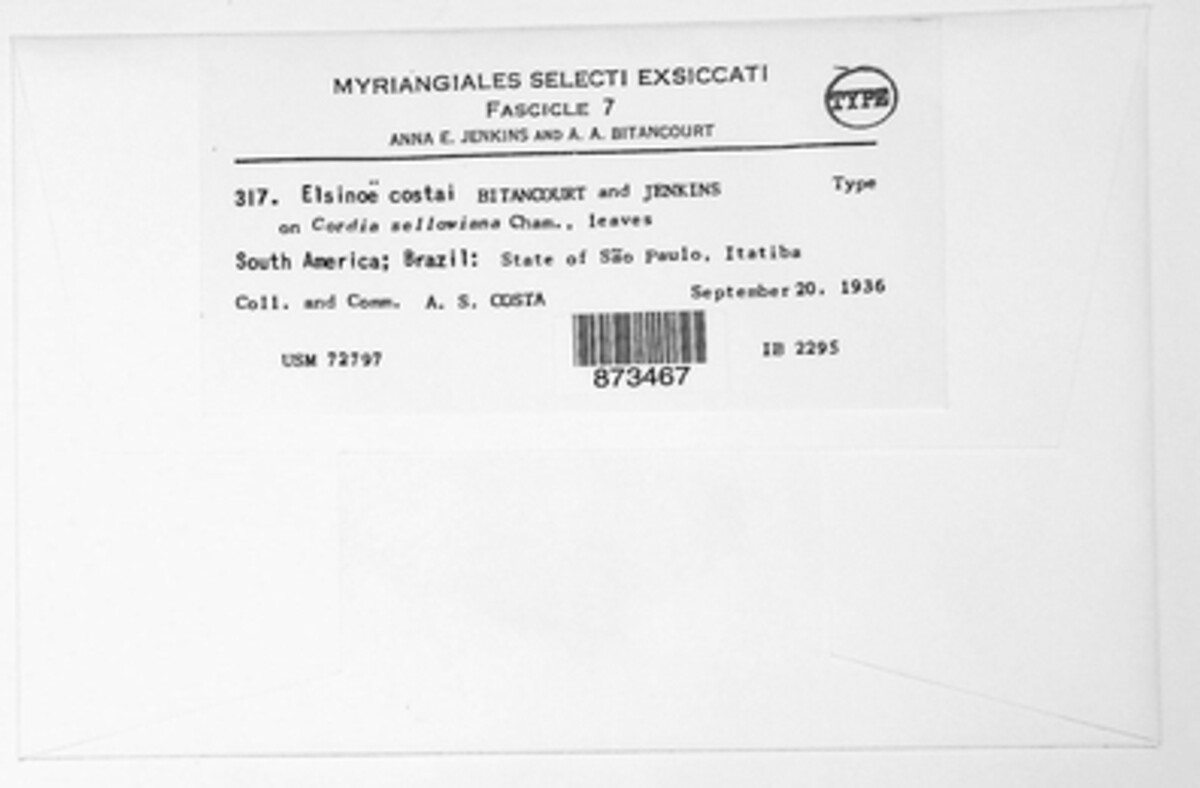 MYRIANGIALES SELECTI EXSICCATI
FASCICLE 7
ANNA E. JENKINS AND A. A. BITANCOURT
TYPE
317. Elsinoë costai BITANCOURT and JENKINS Type
on Cordia sellowiana Cham., leaves
South America; Brazil: State of São Paulo, Itatiba
Coll. and Comm. A. S. COSTA September 20, 1936
USM 72797 IB 2295
873467